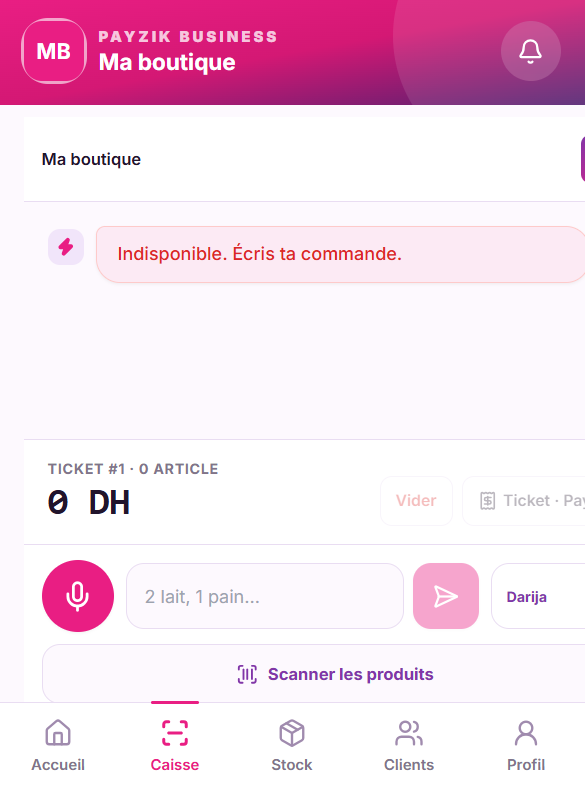 MB
PAYZIK BUSINESS
Ma boutique
Ma boutique
Indisponible. Écris ta commande.
TICKET #1 · 0 ARTICLE
0 DH
Vider
Ticket · Pay
2 lait, 1 pain...
Darija
Scanner les produits
Accueil
Caisse
Stock
Clients
Profil